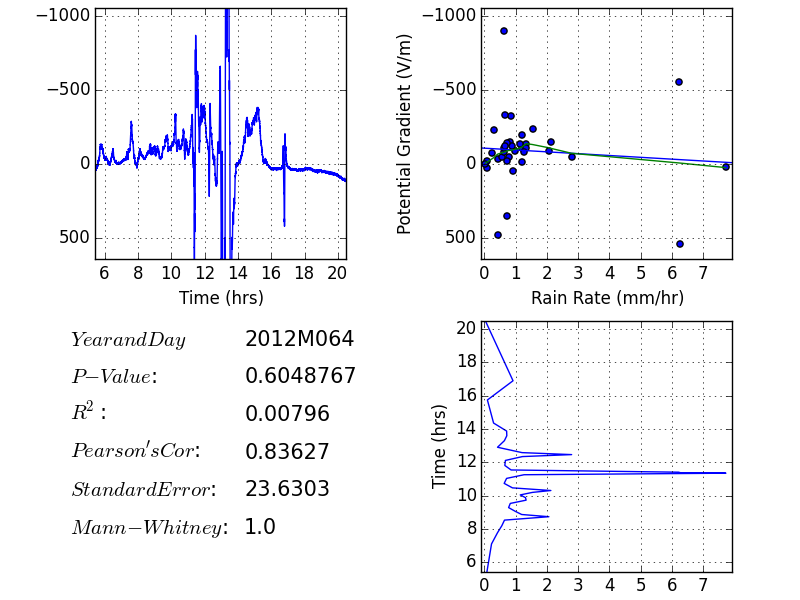 −1000
−500
0
500
6 8 10 12 14 16 18 20
Time (hrs)
Potential Gradient (V/m)
−1000
−500
0
500
0 1 2 3 4 5 6 7
Rain Rate (mm/hr)
YearandDay 2012M064
P−Value: 0.6048767
R²: 0.00796
Pearson'sCor: 0.83627
StandardError: 23.6303
Mann−Whitney: 1.0
Time (hrs)
20
18
16
14
12
10
8
6
0 1 2 3 4 5 6 7